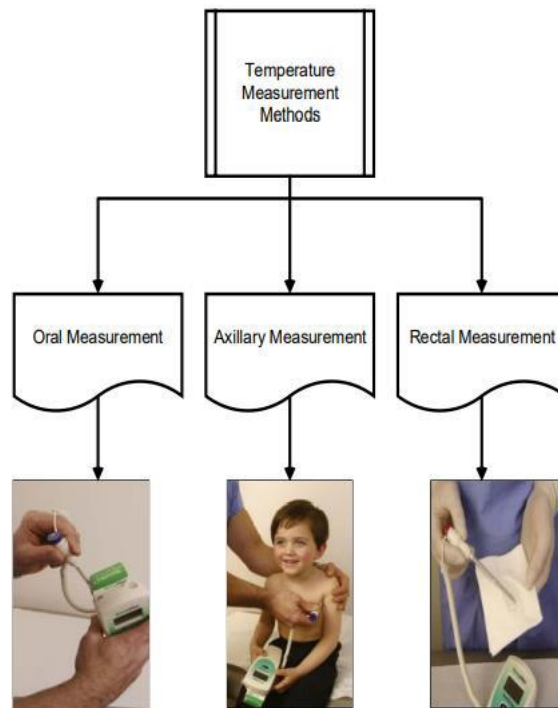 Temperature
Measurement
Methods
Oral Measurement
Axillary Measurement
Rectal Measurement